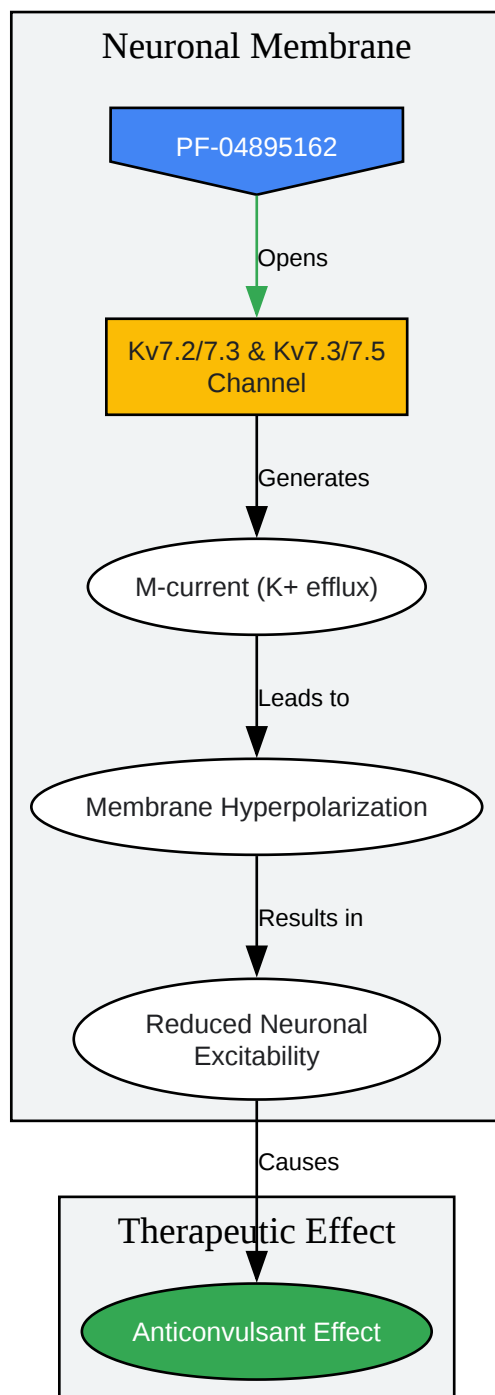 Neuronal Membrane
PF-04895162
Opens
Kv7.2/7.3 & Kv7.3/7.5
Channel
Generates
M-current (K+ efflux)
Leads to
Membrane Hyperpolarization
Results in
Reduced Neuronal
Excitability
Causes
Therapeutic Effect
Anticonvulsant Effect